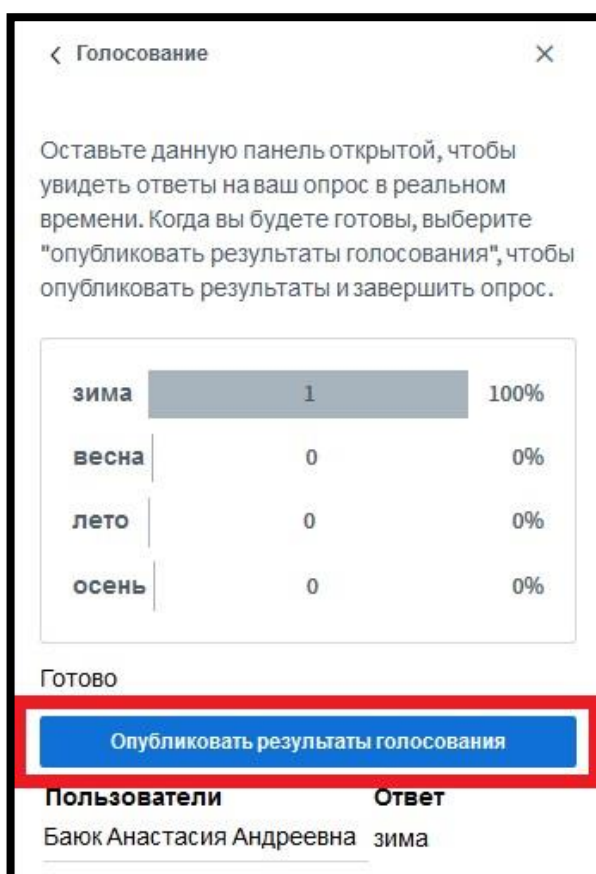 Голосование
Оставьте данную панель открытой, чтобы
увидеть ответы на ваш опрос в реальном
времени. Когда вы будете готовы, выберите
"опубликовать результаты голосования", чтобы
опубликовать результаты и завершить опрос.
зима 1 100%
весна 0 0%
лето 0 0%
осень 0 0%
Готово
Опубликовать результаты голосования
Пользователи Ответ
Баюк Анастасия Андреевна зима